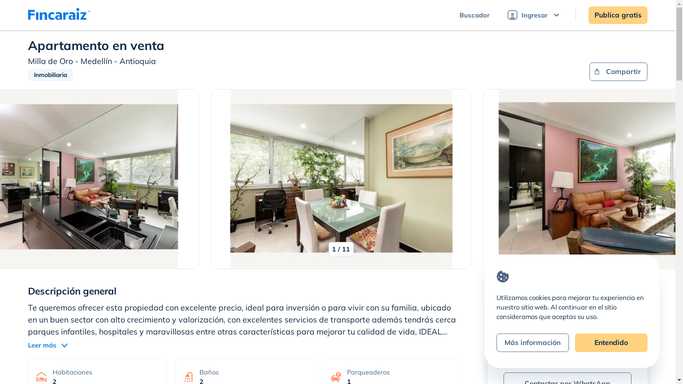 Fincaraiz
Buscador
Ingresar
Publica gratis
Apartamento en venta
Milla de Oro - Medellín - Antioquia
Inmobiliaria
Compartir
1 / 11
Descripción general
Te queremos ofrecer esta propiedad con excelente precio, ideal para inversión o para vivir con su familia, ubicado
en un buen sector con alto crecimiento y valorización, con excelentes servicios de transporte además tendrás cerca
parques infantiles, hospitales y maravillosas entre otras características para mejorar tu calidad de vida, IDEAL...
Leer más
Habitaciones
2
Baños
2
Parqueaderos
1
Utilizamos cookies para mejorar tu experiencia en
nuestro sitio web. Al continuar en el sitio
consideramos que aceptas su uso.
Más información
Entendido
Contactar por WhatsApp